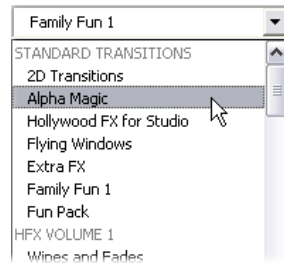 Family Fun 1
STANDARD TRANSITIONS
2D Transitions
Alpha Magic
Hollywood FX for Studio
Flying Windows
Extra FX
Family Fun 1
Fun Pack
HFX VOLUME 1
Wipes and Fades